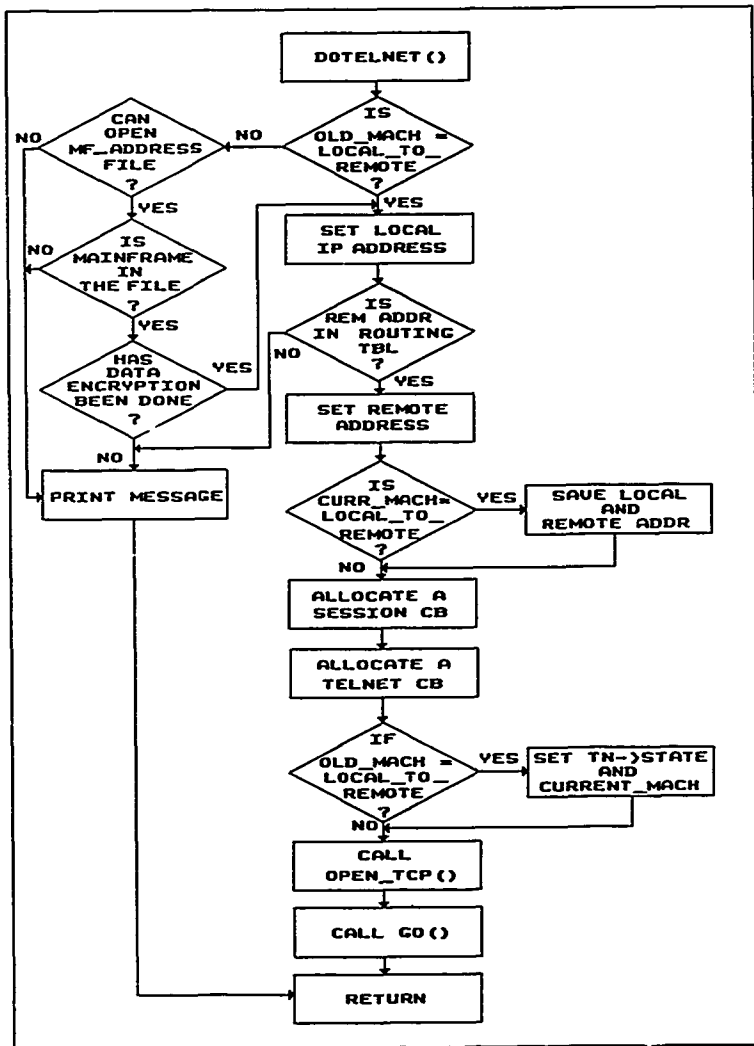 DOTELNET()
IS
OLD_MACH =
LOCAL_TO_
REMOTE
?
NO
YES
CAN
OPEN
MF_ADDRESS
FILE
?
NO
YES
IS
MAINFRAME
IN
THE FILE
?
NO
YES
HAS
DATA
ENCRYPTION
BEEN DONE
?
YES
NO
PRINT MESSAGE
SET LOCAL
IP ADDRESS
IS
REM ADDR
IN ROUTING
TBL
?
NO
YES
SET REMOTE
ADDRESS
IS
CURR_MACH=
LOCAL_TO_
REMOTE
?
YES
NO
SAVE LOCAL
AND
REMOTE ADDR
ALLOCATE A
SESSION CB
ALLOCATE A
TELNET CB
IF
OLD_MACH =
LOCAL_TO_
REMOTE
?
YES
NO
SET TN->STATE
AND
CURRENT_MACH
CALL
OPEN_TCP()
CALL GO()
RETURN